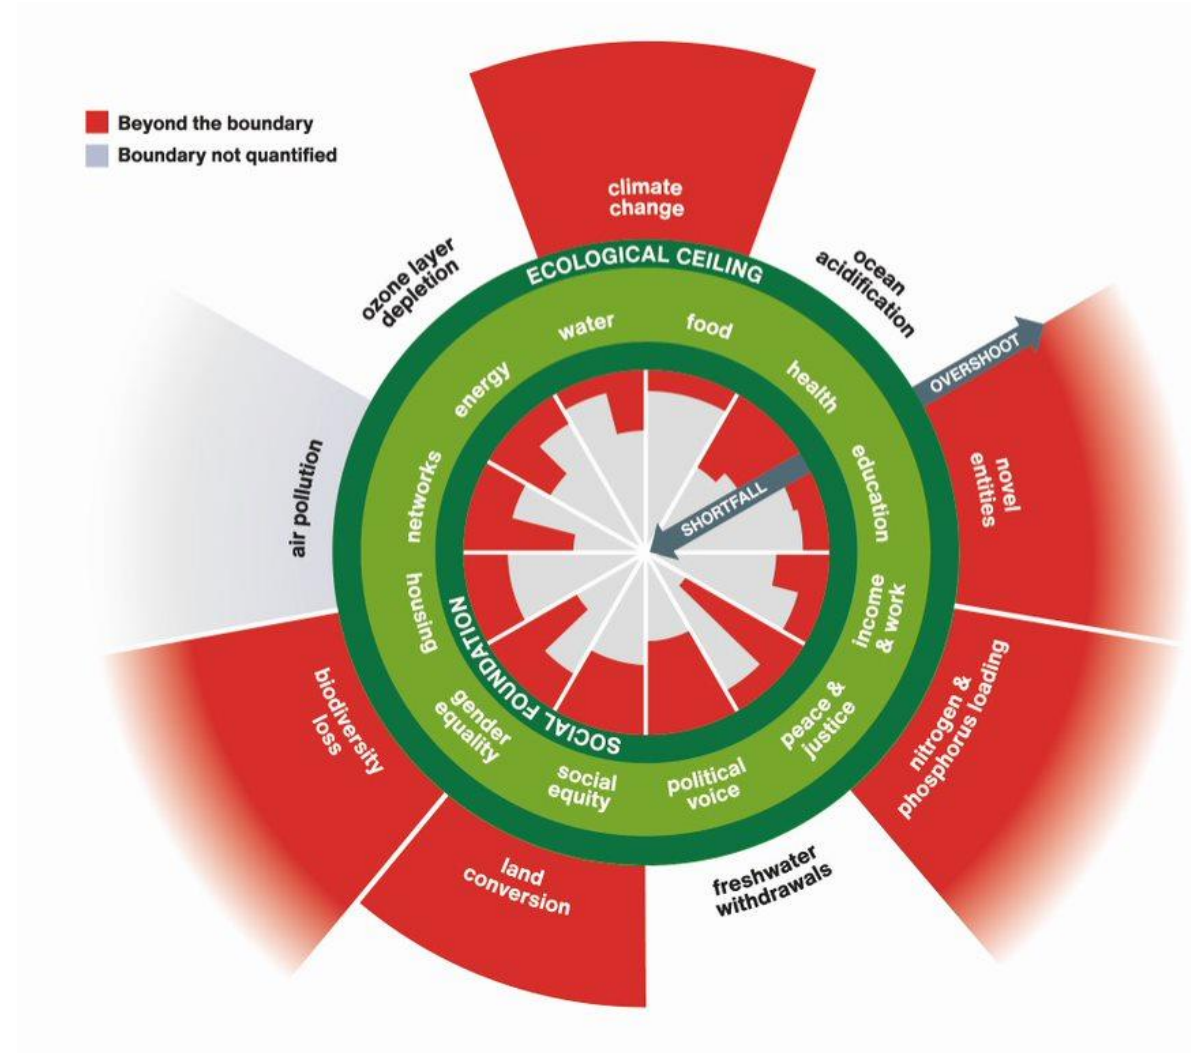 Beyond the boundary
Boundary not quantified
climate
change
ozone layer
depletion
ECOLOGICAL CEILING
ocean
acidification
water
food
energy
health
OVERSHOOT
networks
education
novel
entities
air pollution
SHORTFALL
housing
income
& work
SOCIAL FOUNDATION
biodiversity
loss
gender
equality
peace &
justice
nitrogen &
phosphorus loading
social
equity
political
voice
land
conversion
freshwater
withdrawals